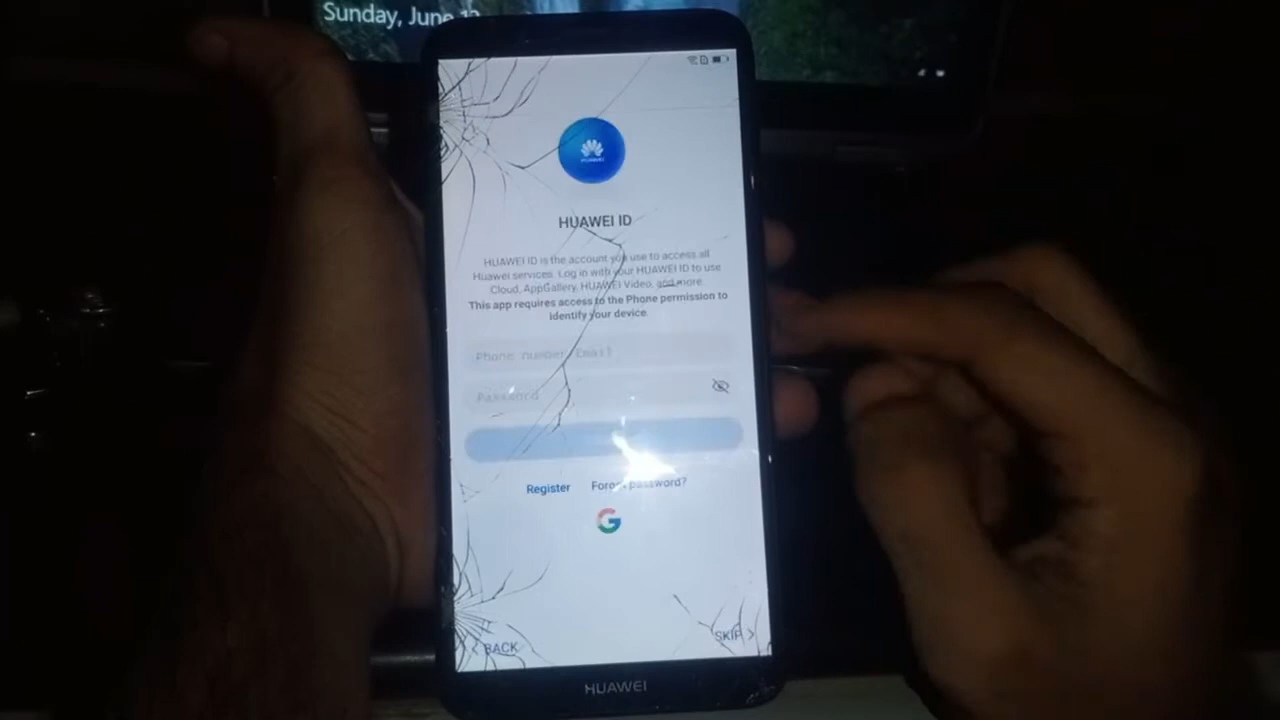 Sunday, June 12
HUAWEI
HUAWEI ID
HUAWEI ID is the account you use to access all
Huawei services. Log in with your HUAWEI ID to use
Cloud, AppGallery, HUAWEI Video, and more
This app requires access to the Phone permission to
identify your device.
Phone number/Email
Password
Register Forgot password?
BACK SKIP
HUAWEI